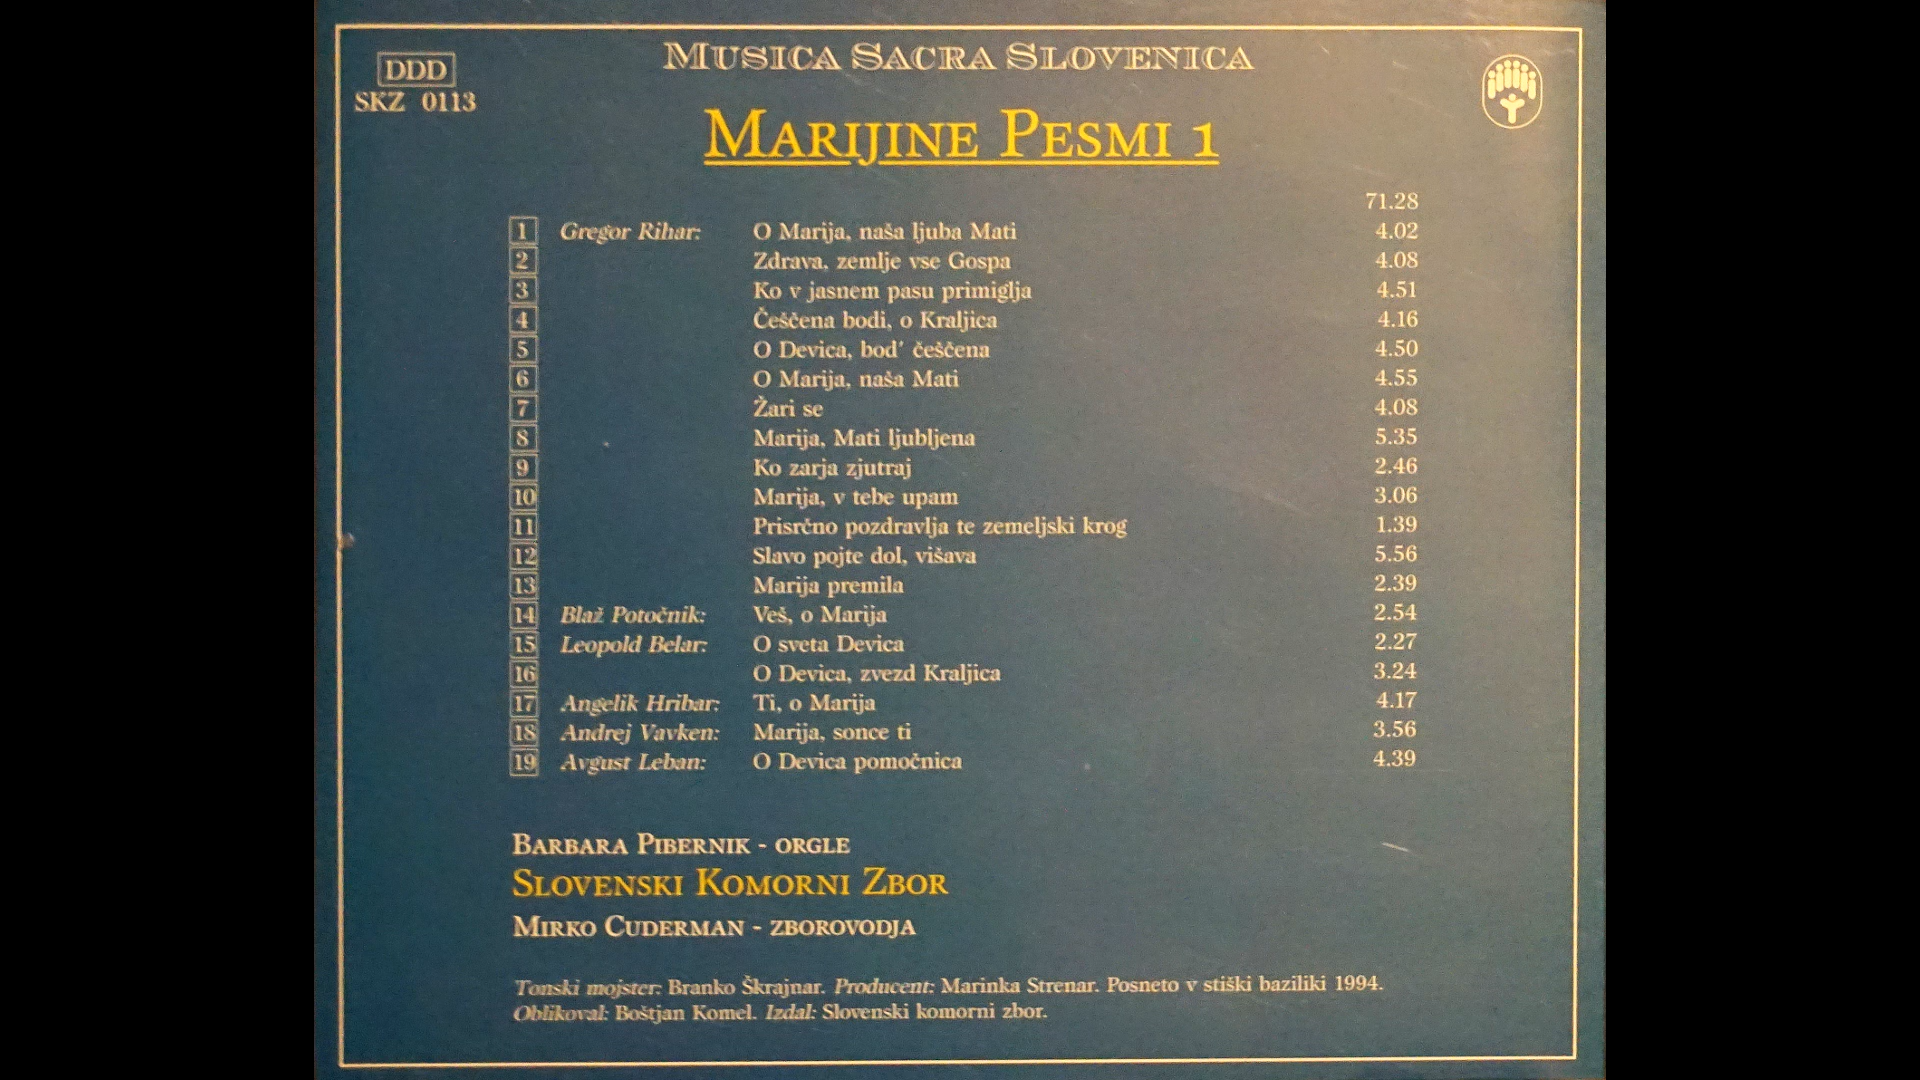 DDD
SKZ 0113
MUSICA SACRA SLOVENICA
MARIJINE PESMI 1
71.28
1 Gregor Rihar: O Marija, naša ljuba Mati 4.02
2 Zdrava, zemlje vse Gospa 4.08
3 Ko v jasnem pasu primiglja 4.51
4 Češčena bodi, o Kraljica 4.16
5 O Devica, bod' češčena 4.50
6 O Marija, naša Mati 4.55
7 Žari se 4.08
8 Marija, Mati ljubljena 5.35
9 Ko zarja zjutraj 2.46
10 Marija, v tebe upam 3.06
11 Prisrčno pozdravlja te zemeljski krog 1.39
12 Slavo pojte dol, višava 5.56
13 Marija premila 2.39
14 Blaž Potočnik: Veš, o Marija 2.54
15 Leopold Belar: O sveta Devica 2.27
16 O Devica, zvezd Kraljica 3.24
17 Angelik Hribar: Ti, o Marija 4.17
18 Andrej Vavken: Marija, sonce ti 3.56
19 Avgust Leban: O Devica pomočnica 4.39
BARBARA PIBERNIK - ORGLE
SLOVENSKI KOMORNI ZBOR
MIRKO CUDERMAN - ZBOROVODJA
Tonski mojster: Branko Škrajnar. Producent: Marinka Strenar. Posneto v stiški baziliki 1994.
Oblikoval: Boštjan Komel. Izdal: Slovenski komorni zbor.